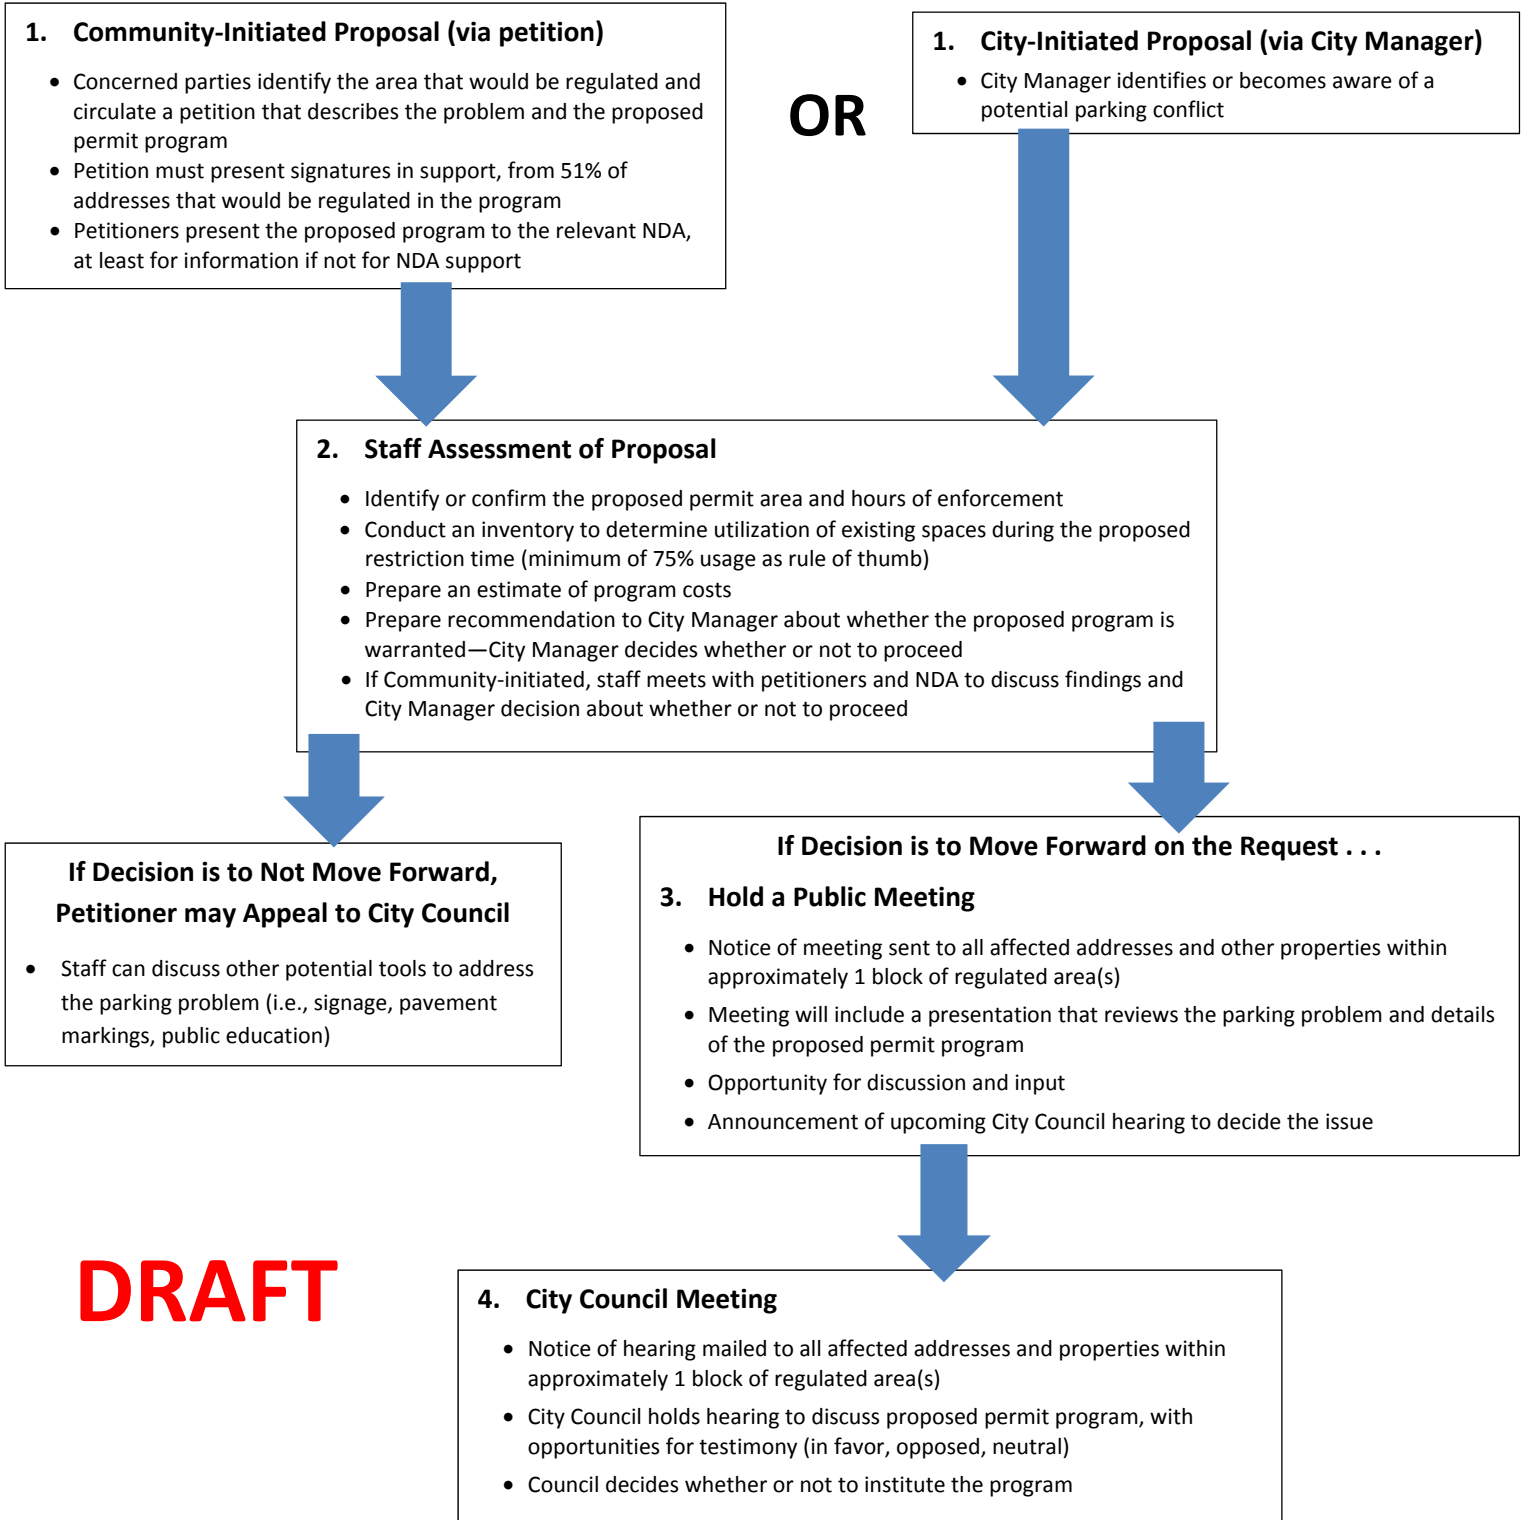 1. Community-Initiated Proposal (via petition)
• Concerned parties identify the area that would be regulated and
circulate a petition that describes the problem and the proposed
permit program
• Petition must present signatures in support, from 51% of
addresses that would be regulated in the program
• Petitioners present the proposed program to the relevant NDA,
at least for information if not for NDA support
OR
1. City-Initiated Proposal (via City Manager)
• City Manager identifies or becomes aware of a
potential parking conflict
2. Staff Assessment of Proposal
• Identify or confirm the proposed permit area and hours of enforcement
• Conduct an inventory to determine utilization of existing spaces during the proposed
restriction time (minimum of 75% usage as rule of thumb)
• Prepare an estimate of program costs
• Prepare recommendation to City Manager about whether the proposed program is
warranted—City Manager decides whether or not to proceed
• If Community-initiated, staff meets with petitioners and NDA to discuss findings and
City Manager decision about whether or not to proceed
If Decision is to Not Move Forward,
Petitioner may Appeal to City Council
• Staff can discuss other potential tools to address
the parking problem (i.e., signage, pavement
markings, public education)
If Decision is to Move Forward on the Request . . .
3. Hold a Public Meeting
• Notice of meeting sent to all affected addresses and other properties within
approximately 1 block of regulated area(s)
• Meeting will include a presentation that reviews the parking problem and details
of the proposed permit program
• Opportunity for discussion and input
• Announcement of upcoming City Council hearing to decide the issue
DRAFT
4. City Council Meeting
• Notice of hearing mailed to all affected addresses and properties within
approximately 1 block of regulated area(s)
• City Council holds hearing to discuss proposed permit program, with
opportunities for testimony (in favor, opposed, neutral)
• Council decides whether or not to institute the program